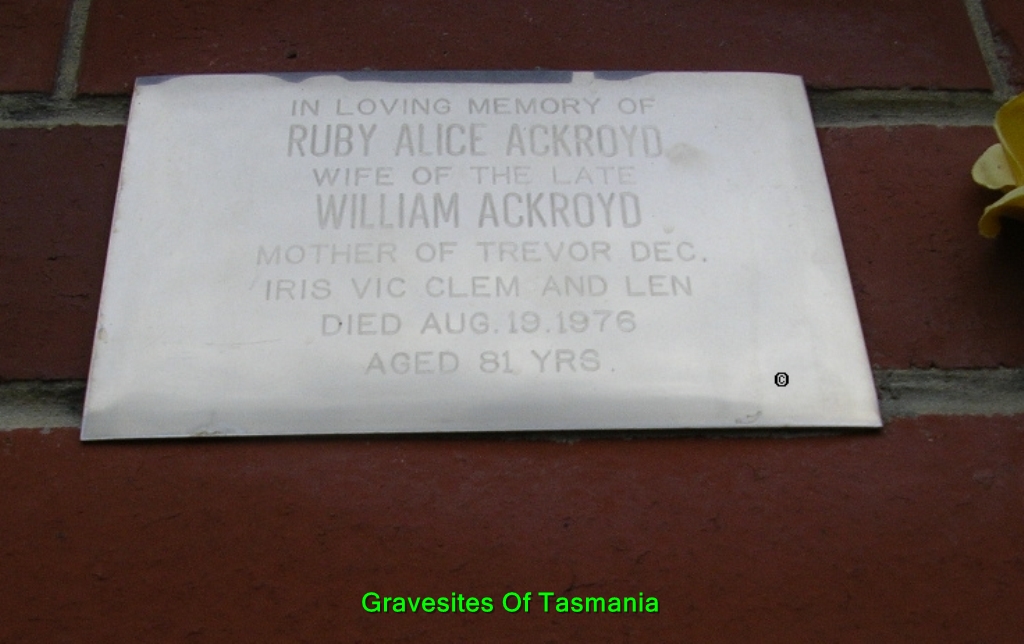 IN LOVING MEMORY OF
RUBY ALICE ACKROYD
WIFE OF THE LATE
WILLIAM ACKROYD
MOTHER OF TREVOR DEC.
IRIS VIC CLEM AND LEN
DIED AUG.19.1976
AGED 81 YRS.
©
Gravesites Of Tasmania